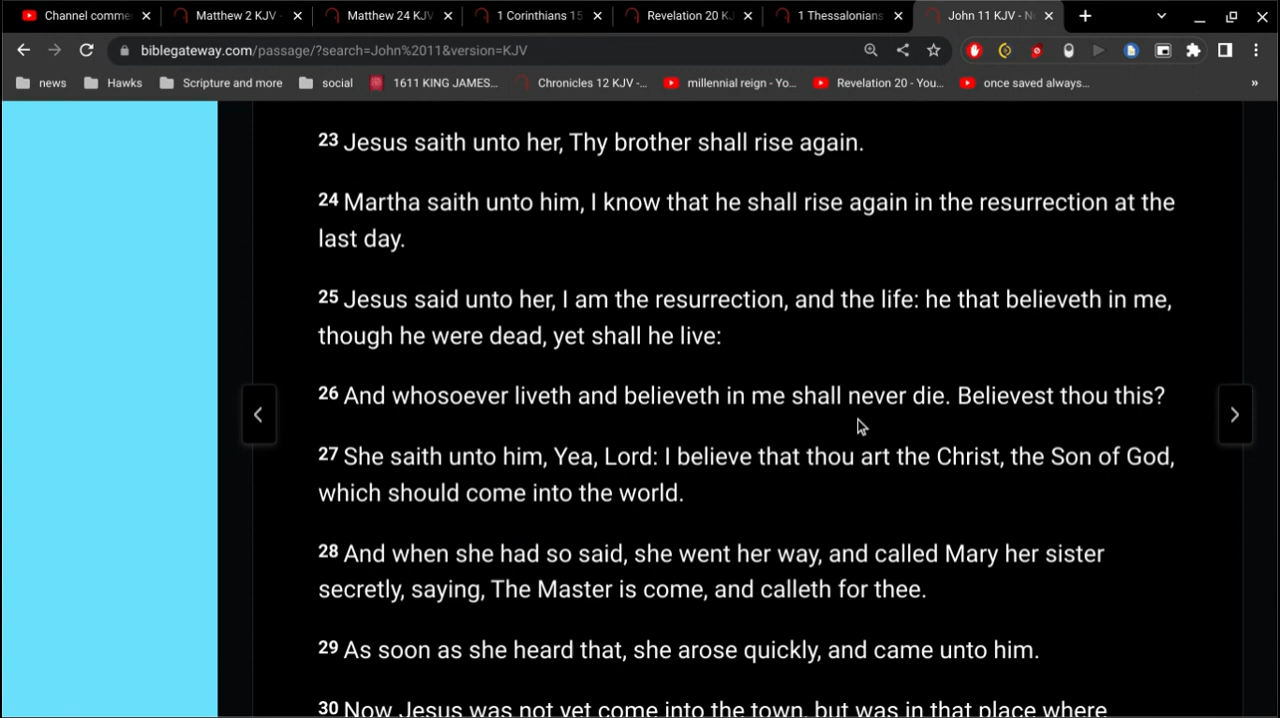 Channel comme
Matthew 2 KJV -
Matthew 24 KJV
1 Corinthians 15
Revelation 20 K
1 Thessalonians
John 11 KJV - N
biblegateway.com/passage/?search=John%2011&version=KJV
news
Hawks
Scripture and more
social
1611 KING JAMES...
Chronicles 12 KJV -...
millennial reign - Yo...
Revelation 20 - You...
once saved always...
»
23 Jesus saith unto her, Thy brother shall rise again.
24 Martha saith unto him, I know that he shall rise again in the resurrection at the
last day.
25 Jesus said unto her, I am the resurrection, and the life: he that believeth in me,
though he were dead, yet shall he live:
26 And whosoever liveth and believeth in me shall never die. Believest thou this?
27 She saith unto him, Yea, Lord: I believe that thou art the Christ, the Son of God,
which should come into the world.
28 And when she had so said, she went her way, and called Mary her sister
secretly, saying, The Master is come, and calleth for thee.
29 As soon as she heard that, she arose quickly, and came unto him.
30 Now Jesus was not yet come into the town, but was in that place where